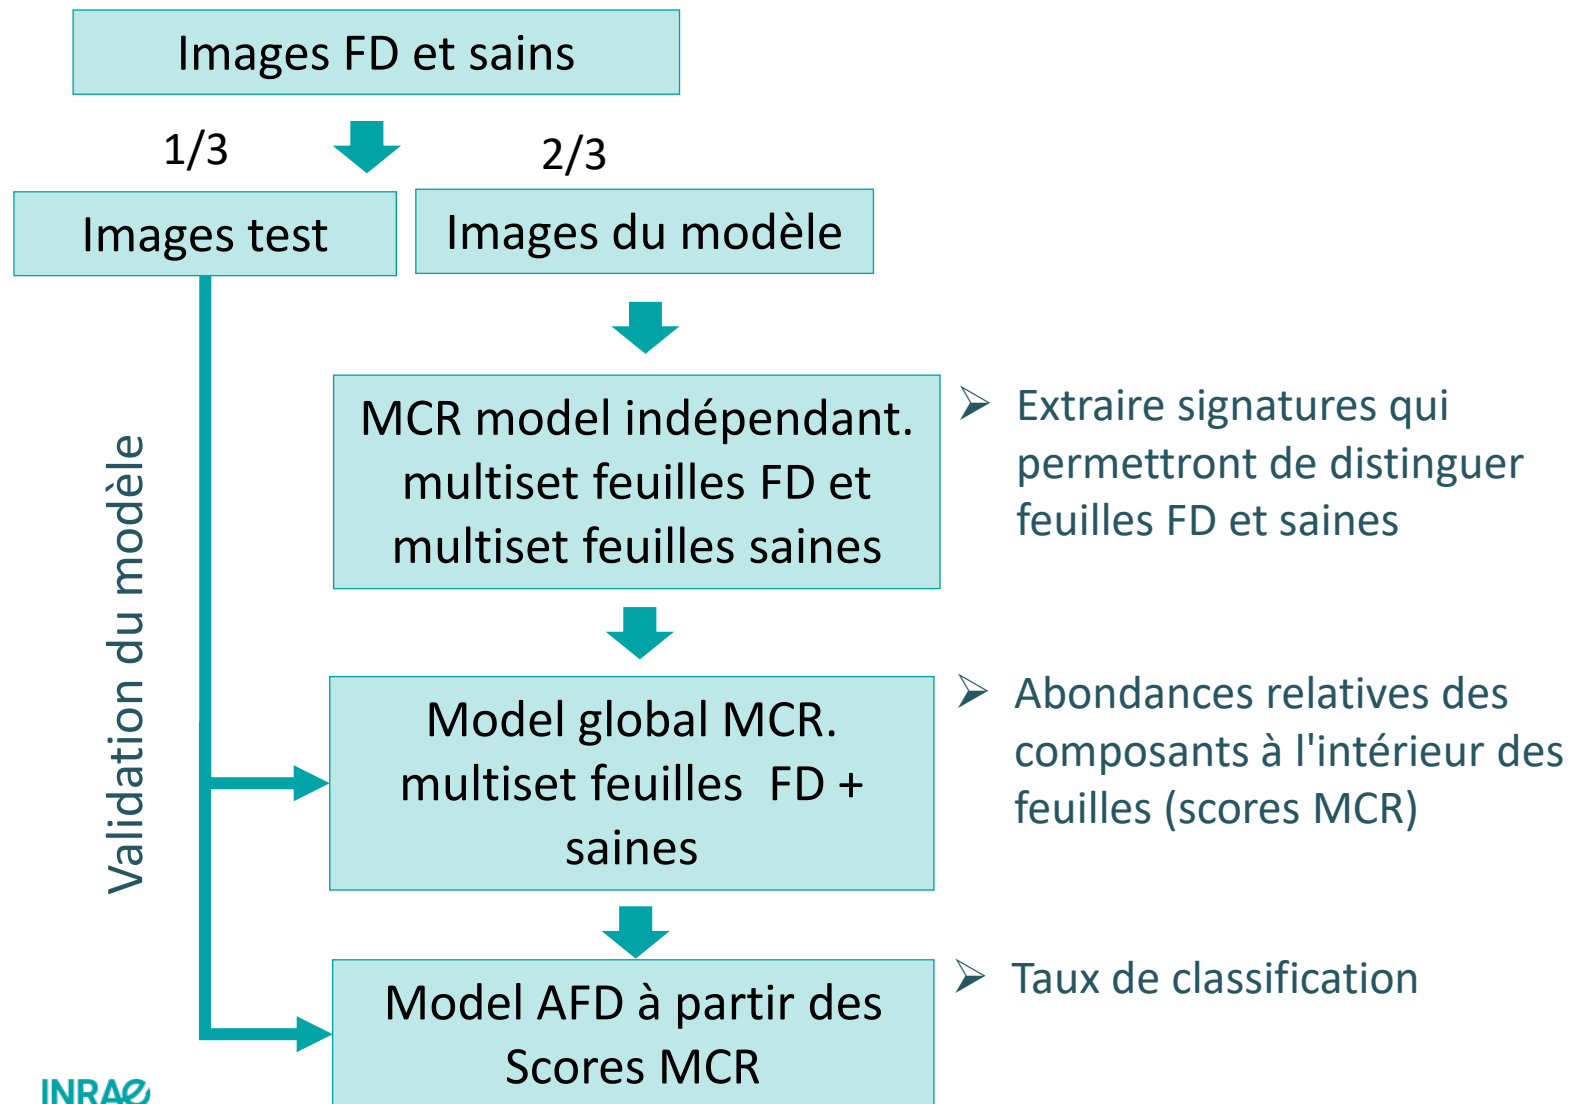 Images FD et sains
1/3
2/3
Images test
Images du modèle
MCR model indépendant.
multiset feuilles FD et
multiset feuilles saines
➢ Extraire signatures qui
permettront de distinguer
feuilles FD et saines
Validation du modèle
Model global MCR.
multiset feuilles FD +
saines
➢ Abondances relatives des
composants à l'intérieur des
feuilles (scores MCR)
Model AFD à partir des
Scores MCR
➢ Taux de classification
INRAE